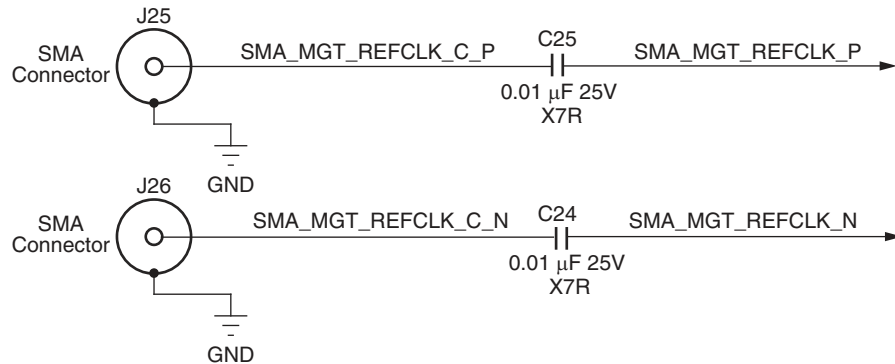 J25
SMA
Connector
SMA_MGT_REFCLK_C_P
C25
SMA_MGT_REFCLK_P
0.01 μF 25V
X7R
GND
J26
SMA
Connector
SMA_MGT_REFCLK_C_N
C24
SMA_MGT_REFCLK_N
0.01 μF 25V
X7R
GND